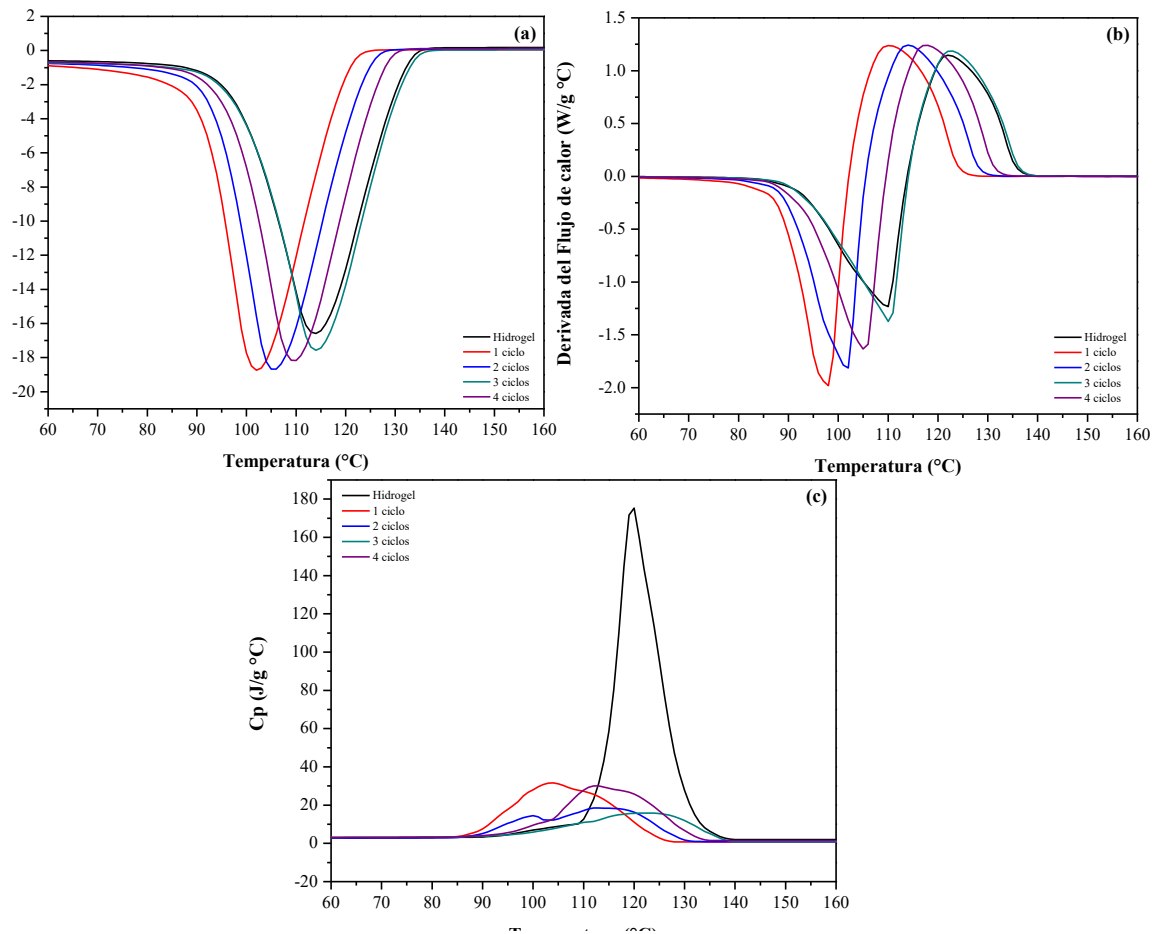 (a)
2
0
-2
-4
-6
-8
-10
-12
-14
-16
-18
-20
Hidrogel
1 ciclo
2 ciclos
3 ciclos
4 ciclos
60 70 80 90 100 110 120 130 140 150 160
Temperatura (°C)
(b)
Derivada del Flujo de calor (W/g °C)
1.5
1.0
0.5
0.0
-0.5
-1.0
-1.5
-2.0
Hidrogel
1 ciclo
2 ciclos
3 ciclos
4 ciclos
60 70 80 90 100 110 120 130 140 150 160
Temperatura (°C)
(c)
Cp (J/g °C)
180
160
140
120
100
80
60
40
20
0
-20
Hidrogel
1 ciclo
2 ciclos
3 ciclos
4 ciclos
60 70 80 90 100 110 120 130 140 150 160